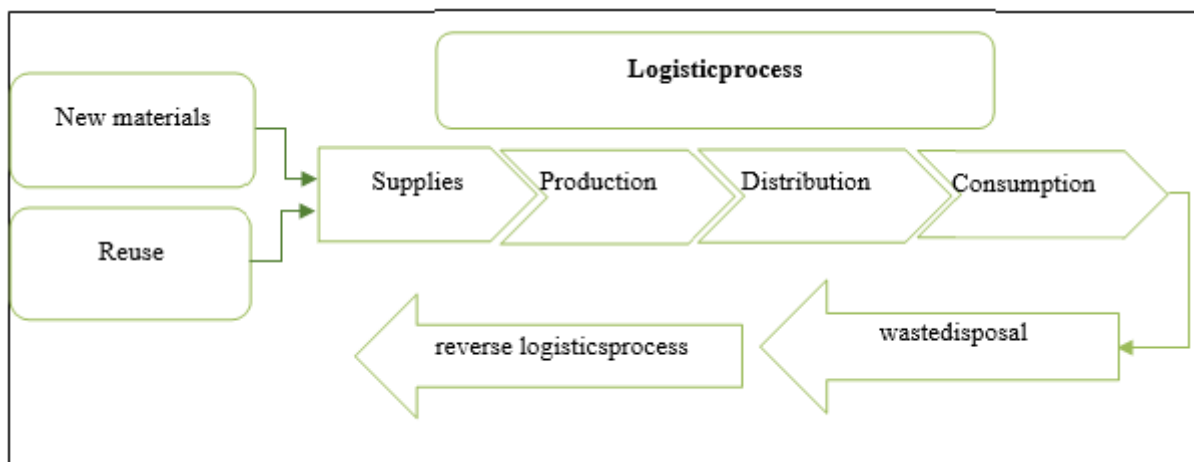 Logisticprocess
New materials
Supplies
Production
Distribution
Consumption
Reuse
reverse logisticsprocess
wastedisposal